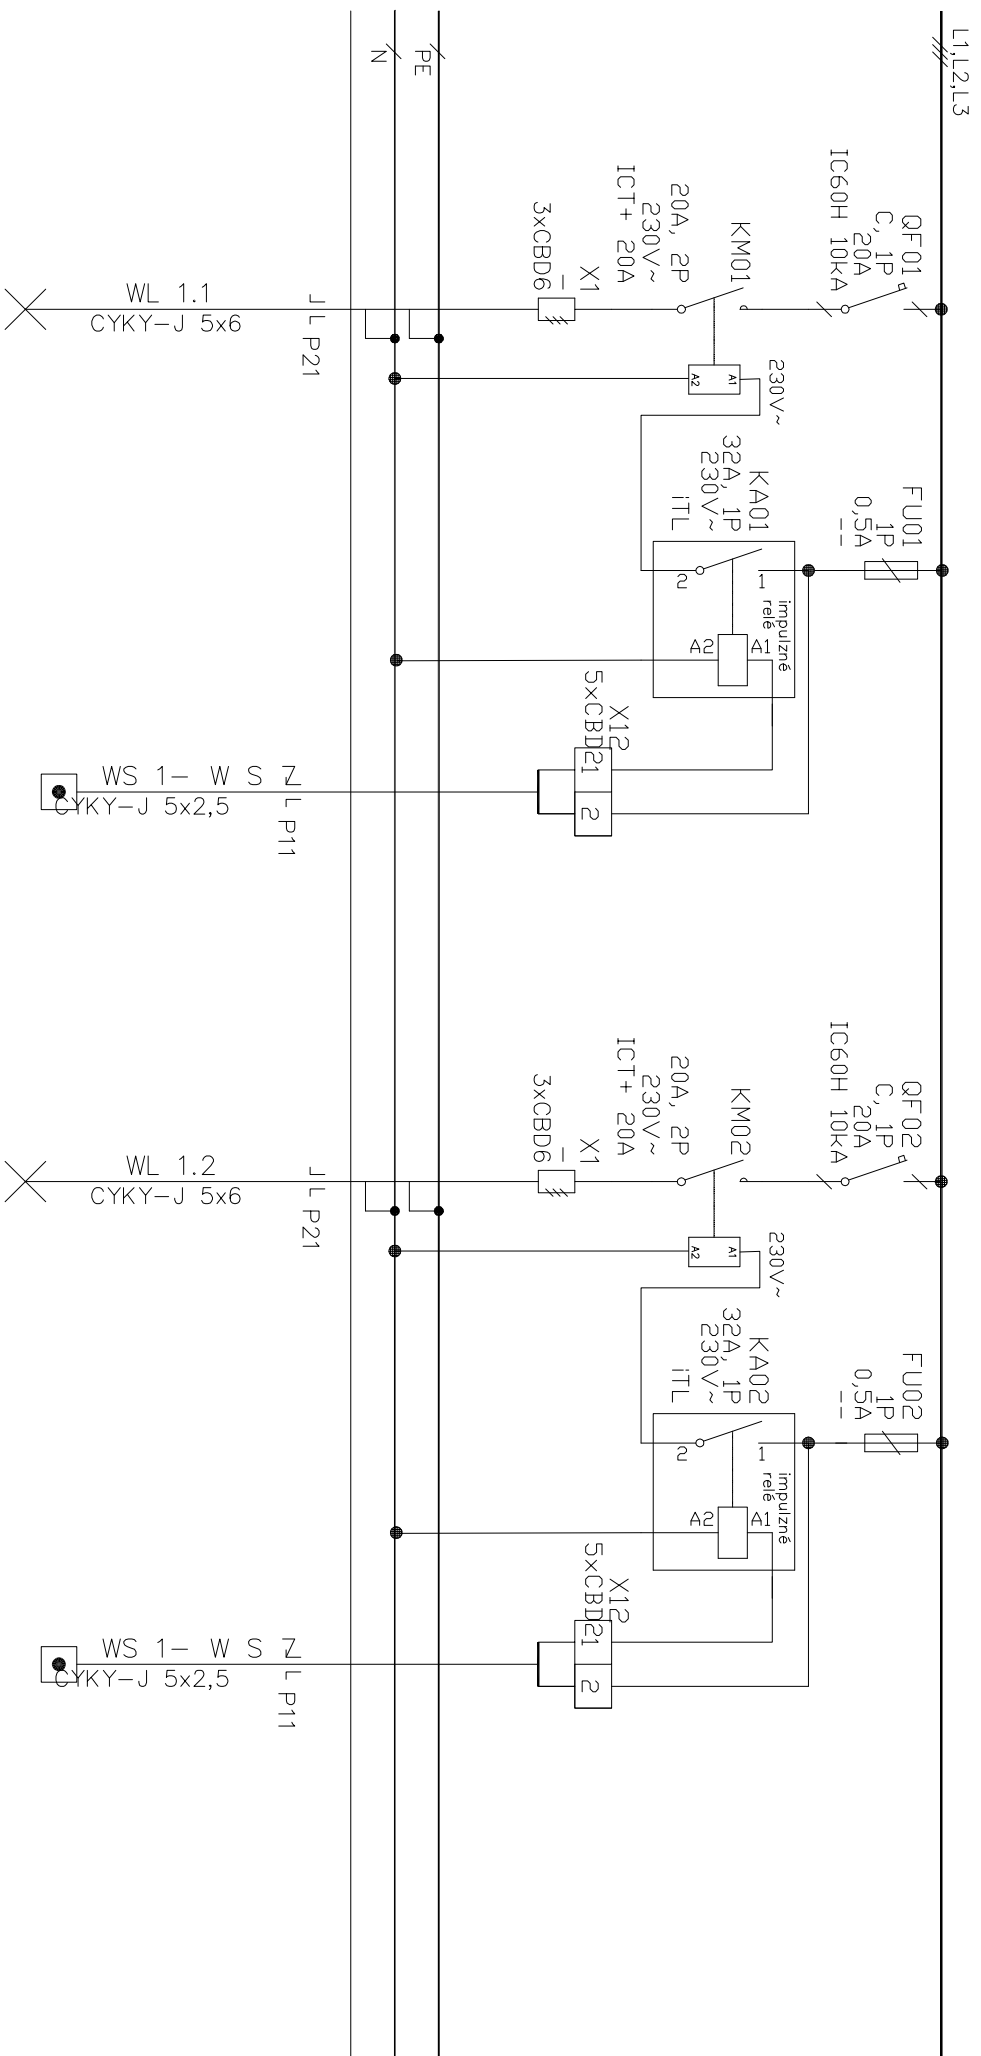 L1,L2,L3
PE
N
QF01
C, 1P
20A
IC60H 10kA
KM01
20A, 2P
230V~
ICT+ 20A
X1
–
3xCBD6
230V~
A1
A2
FU01
1P
0,5A
--
KA01
32A, 1P
230V~
iTL
1
2
impulzné
relé
A1
A2
X12
5xCBD2
1
2
WL 1.1
CYKY-J 5x6
P21
WS 1- W S 7
CYKY-J 5x2,5
P11
QF02
C, 1P
20A
IC60H 10kA
KM02
20A, 2P
230V~
ICT+ 20A
X1
–
3xCBD6
230V~
A1
A2
FU02
1P
0,5A
--
KA02
32A, 1P
230V~
iTL
1
2
impulzné
relé
A1
A2
X12
5xCBD2
1
2
WL 1.2
CYKY-J 5x6
P21
WS 1- W S 7
CYKY-J 5x2,5
P11